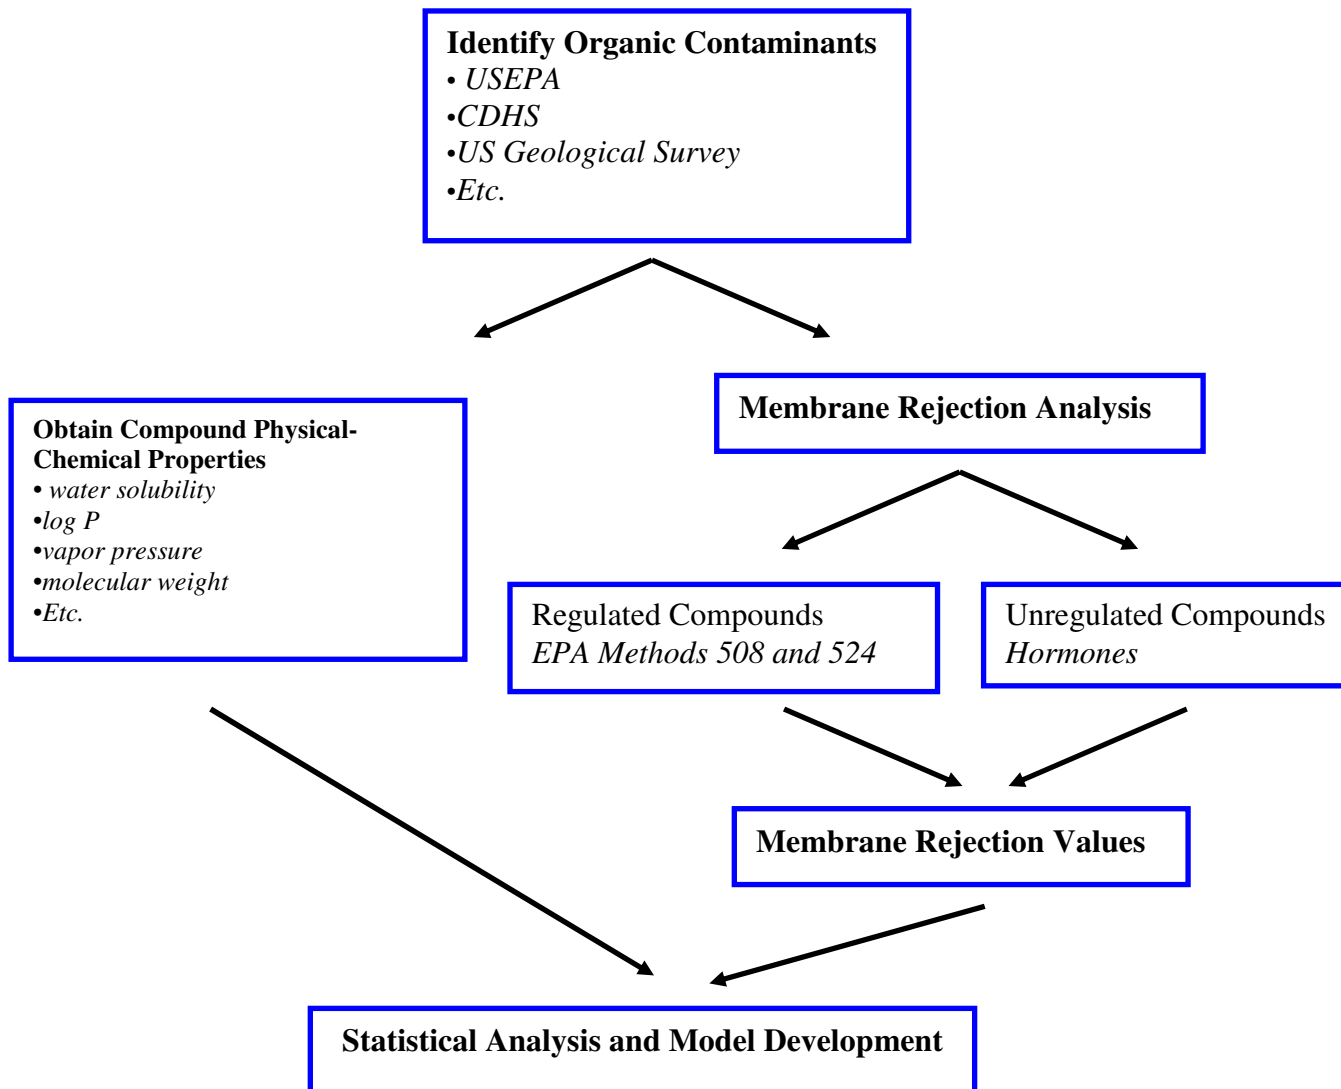 Identify Organic Contaminants
• USEPA
•CDHS
•US Geological Survey
•Etc.
Obtain Compound Physical-
Chemical Properties
• water solubility
•log P
•vapor pressure
•molecular weight
•Etc.
Membrane Rejection Analysis
Regulated Compounds
EPA Methods 508 and 524
Unregulated Compounds
Hormones
Membrane Rejection Values
Statistical Analysis and Model Development